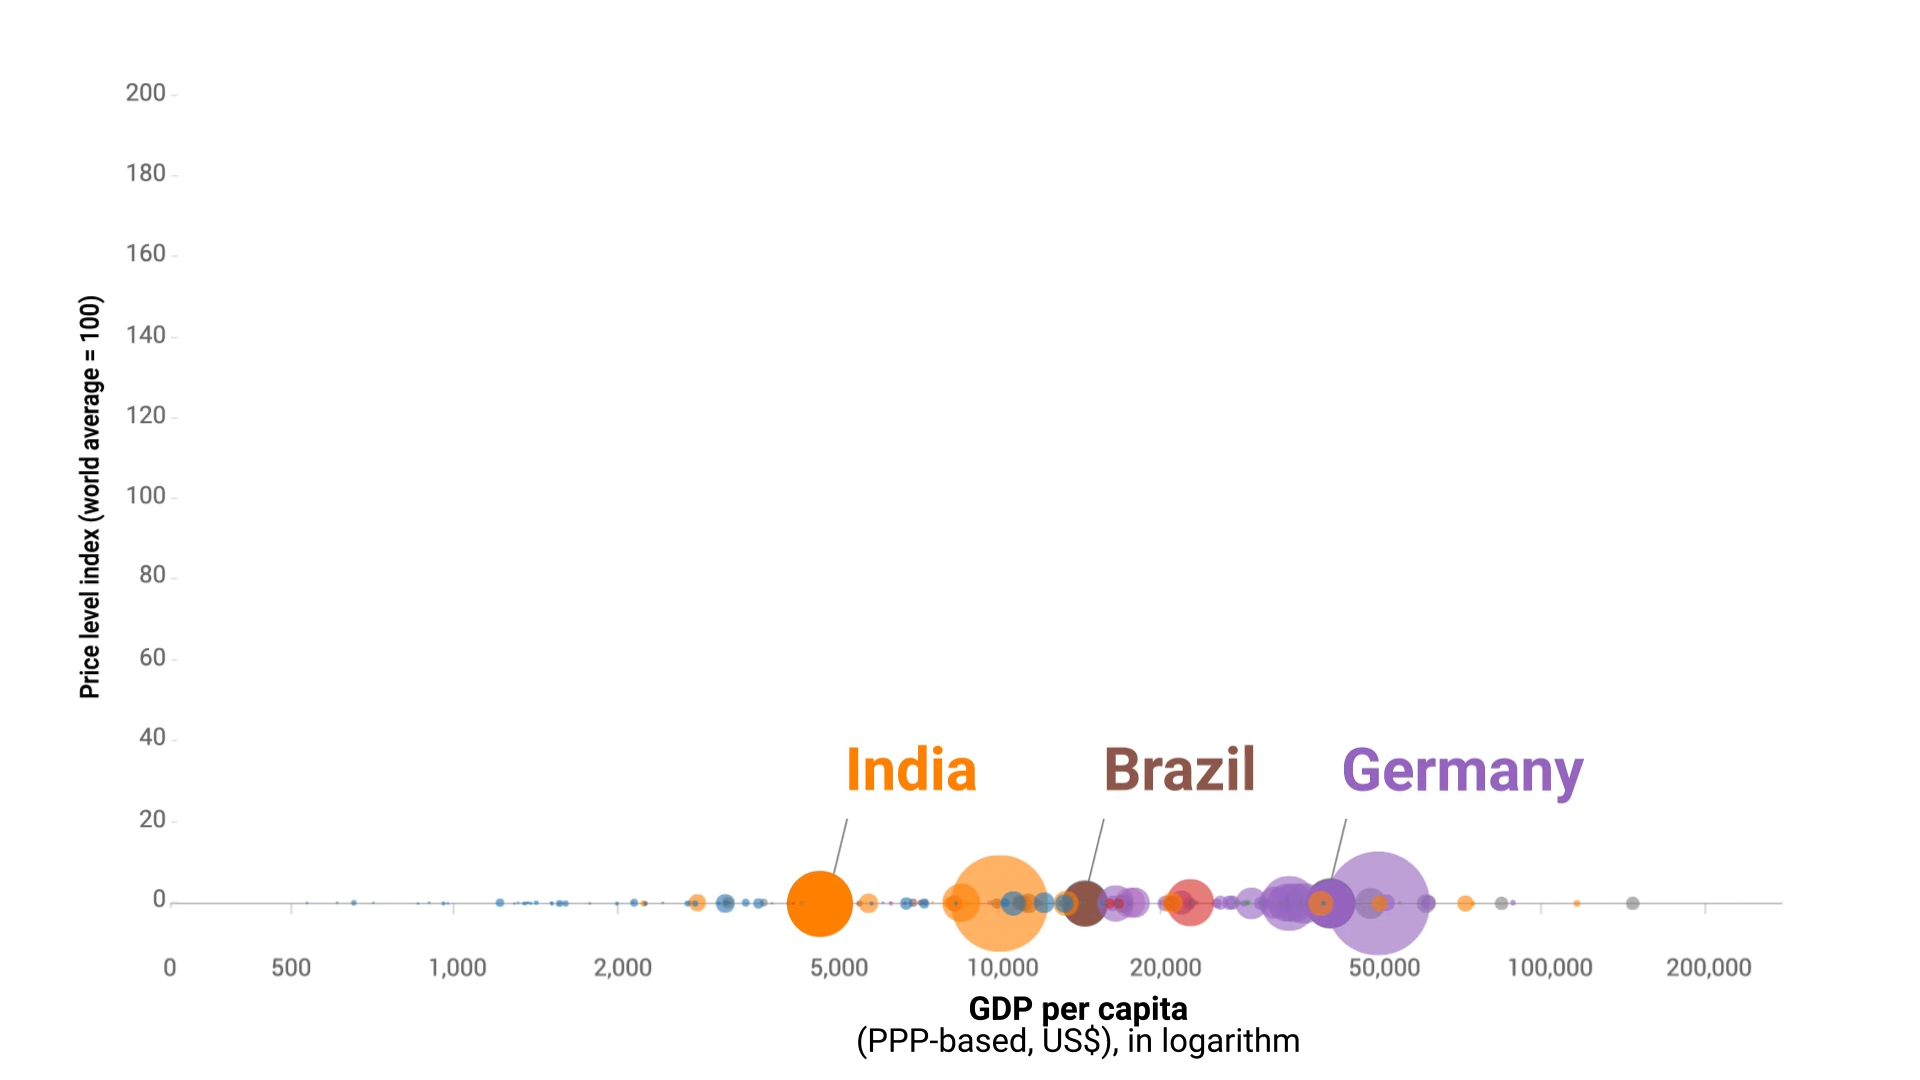 200
180
160
140
120
100
80
60
40
20
0
Price level index (world average = 100)
India
Brazil
Germany
0 500 1,000 2,000 5,000 10,000 20,000 50,000 100,000 200,000
GDP per capita
(PPP-based, US$), in logarithm